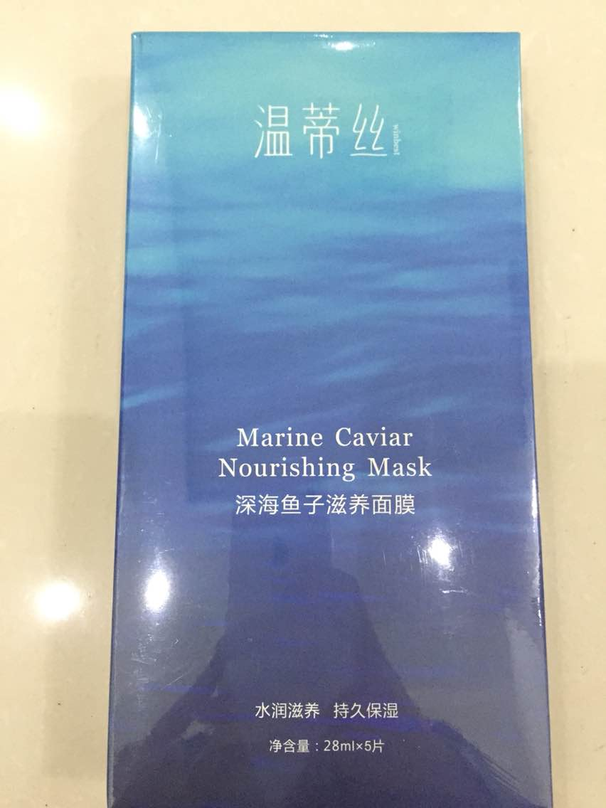 温蒂丝
Marine Caviar
Nourishing Mask
深海鱼子滋养面膜
水润滋养 持久保湿
净含量：28ml×5片